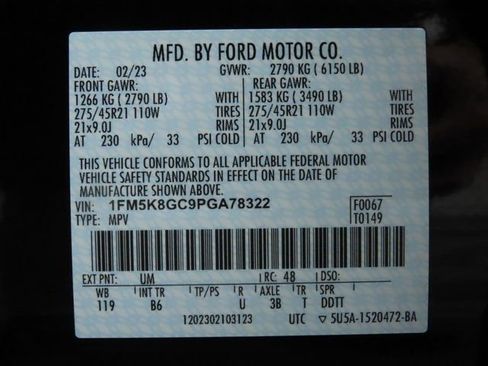 MFD. BY FORD MOTOR CO.
DATE: 02/23 GVWR: 2790 KG ( 6150 LB)
FRONT GAWR: REAR GAWR:
1266 KG ( 2790 LB) WITH 1583 KG ( 3490 LB) WITH
275/45R21 110W TIRES 275/45R21 110W TIRES
21x9.0J RIMS 21x9.0J RIMS
AT 230 kPa/ 33 PSI COLD AT 230 kPa/ 33 PSI COLD
THIS VEHICLE CONFORMS TO ALL APPLICABLE FEDERAL MOTOR
VEHICLE SAFETY STANDARDS IN EFFECT ON THE DATE OF
MANUFACTURE SHOWN ABOVE.
VIN: 1FM5K8GC9PGA78322 F0067
TYPE: MPV T0149
EXT PNT: UM RC: 48 DSO:
WB INT TR TP/PS R AXLE TR SPR
119 B6 U 3B T DDTT
1202302103123 UTC 5U5A-1520472-BA